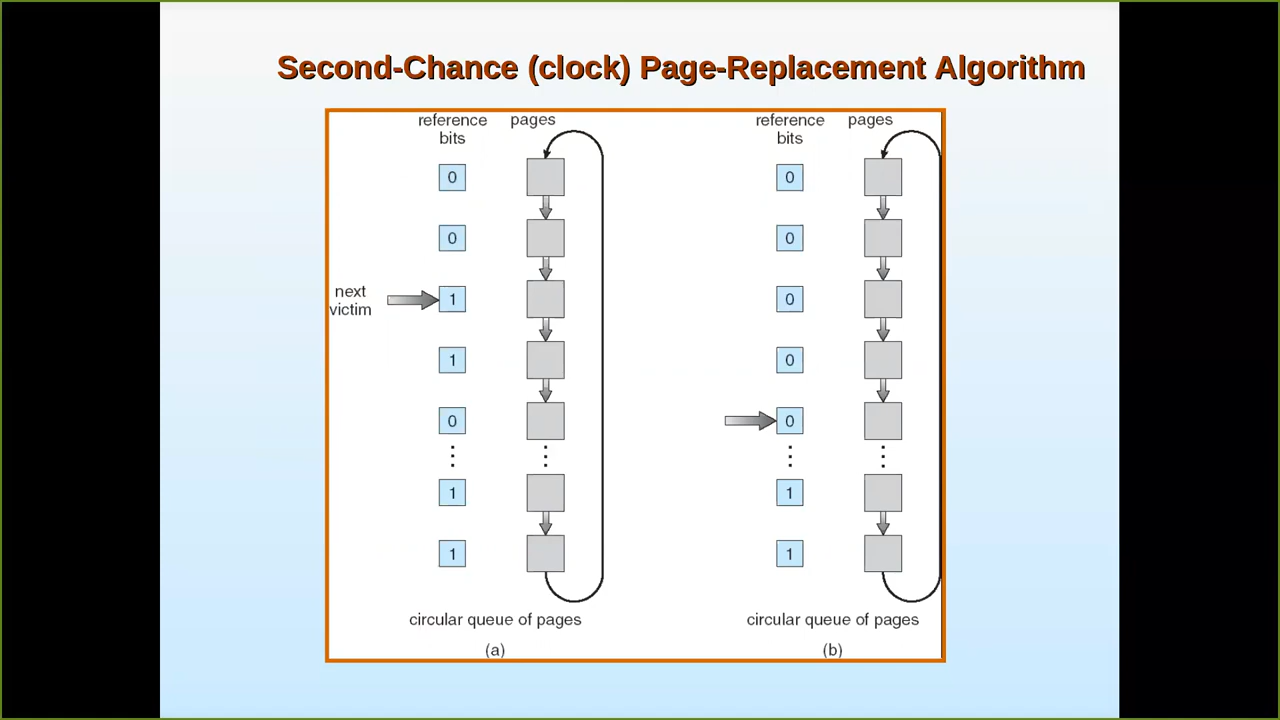 Second-Chance (clock) Page-Replacement Algorithm
reference bits
pages
0
0
next victim
1
1
0
1
1
circular queue of pages
(a)
reference bits
pages
0
0
0
0
0
1
1
circular queue of pages
(b)